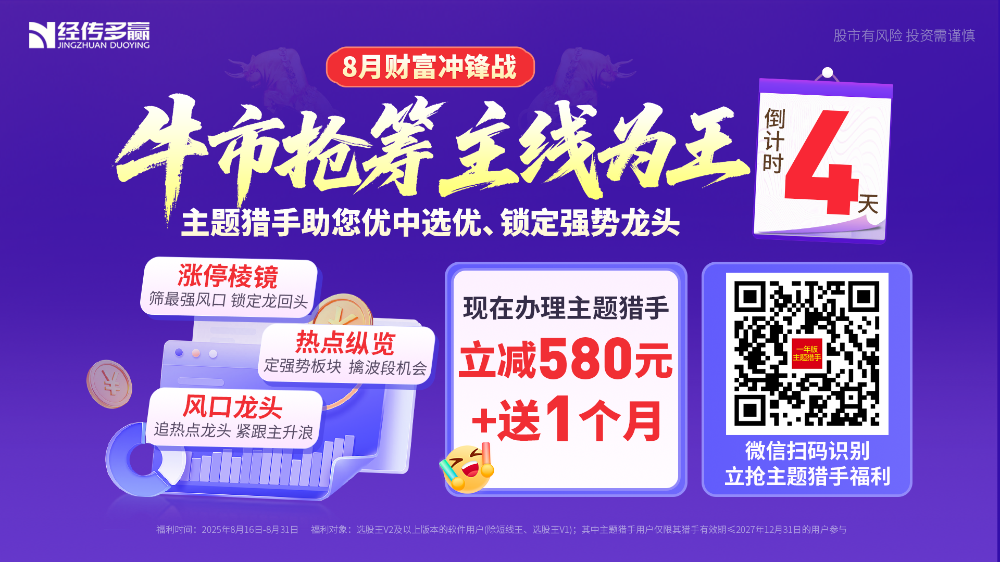 经传多赢
JINGZHUAN DUOYING
股市有风险 投资需谨慎
8月财富冲锋战
牛市抢筹 主线为王
主题猎手助您优中选优、锁定强势龙头
倒计时
4
天
涨停棱镜
筛最强风口 锁定龙回头
热点纵览
定强势板块 擒波段机会
风口龙头
追热点龙头 紧跟主升浪
现在办理主题猎手
立减580元
+送1个月
一年版
主题猎手
微信扫码识别
立抢主题猎手福利
福利时间：2025年8月16日-8月31日 福利对象：选股王V2及以上版本的软件用户(除短线王、选股王V1)；其中主题猎手用户仅限其猎手有效期≤2027年12月31日的用户参与